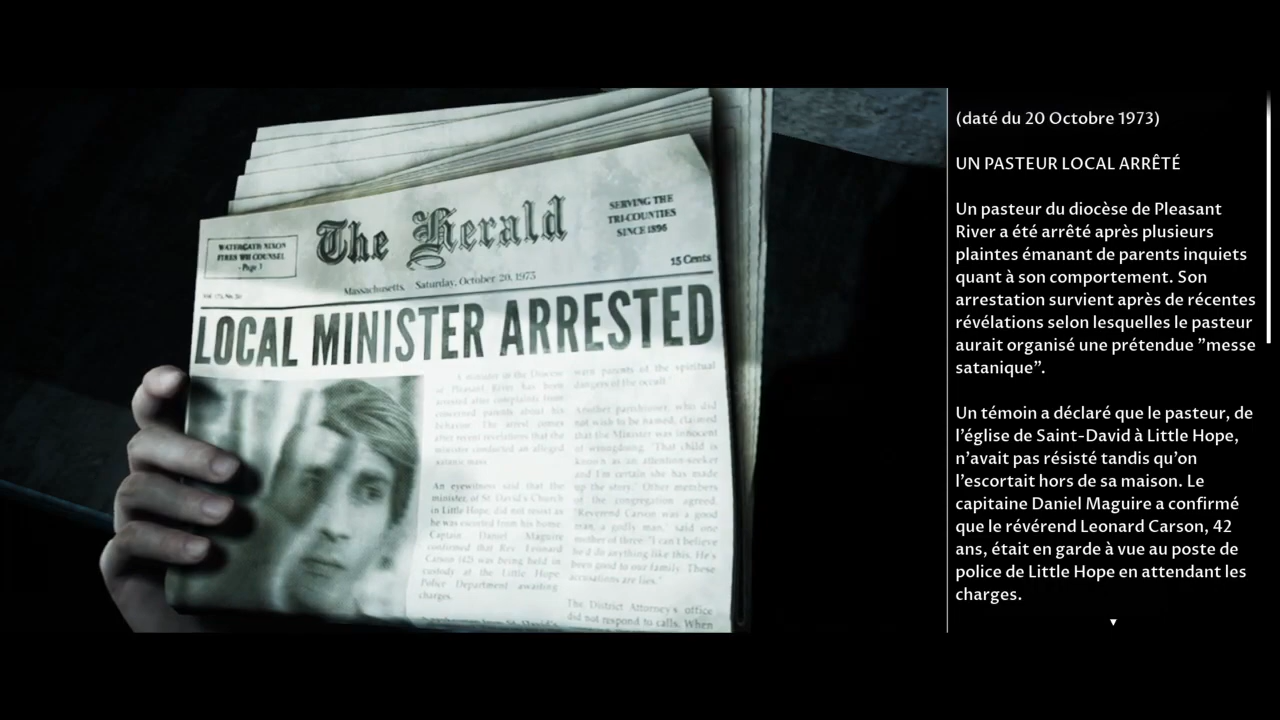 WATERGATE NIXON
FIRES WH COUNSEL
- Page 7
The Herald
SERVING THE
TRI-COUNTIES
SINCE 1896
15 Cents
Massachusetts, Saturday, October 20, 1973
LOCAL MINISTER ARRESTED
A minister in the Diocese
of Pleasant River has been
arrested after complaints from
concerned parents about his
behavior. The arrest comes
after recent revelations that the
minister conducted an alleged
satanic mass.
An eyewitness said that the
minister, of St. David's Church
in Little Hope, did not resist as
he was escorted from his home.
Captain Daniel Maguire
confirmed that Rev. Leonard
Carson (42) was being held in
custody at the Little Hope
Police Department awaiting
charges.
warn parents of the spiritual
dangers of the occult.
Another parishioner, who did
not wish to be named, claimed
that the Minister was innocent
of wrongdoing. "That child is
known as an attention-seeker
and I'm certain she has made
up the story." Other members
of the congregation agreed.
"Reverend Carson was a good
man, a godly man," said one
mother of three. "I can't believe
he'd do anything like this. He's
been good to our family. These
accusations are lies."
The District Attorney's office
did not respond to calls. When
(daté du 20 Octobre 1973)
UN PASTEUR LOCAL ARRÊTÉ
Un pasteur du diocèse de Pleasant
River a été arrêté après plusieurs
plaintes émanant de parents inquiets
quant à son comportement. Son
arrestation survient après de récentes
révélations selon lesquelles le pasteur
aurait organisé une prétendue "messe
satanique".
Un témoin a déclaré que le pasteur, de
l'église de Saint-David à Little Hope,
n'avait pas résisté tandis qu'on
l'escortait hors de sa maison. Le
capitaine Daniel Maguire a confirmé
que le révérend Leonard Carson, 42
ans, était en garde à vue au poste de
police de Little Hope en attendant les
charges.